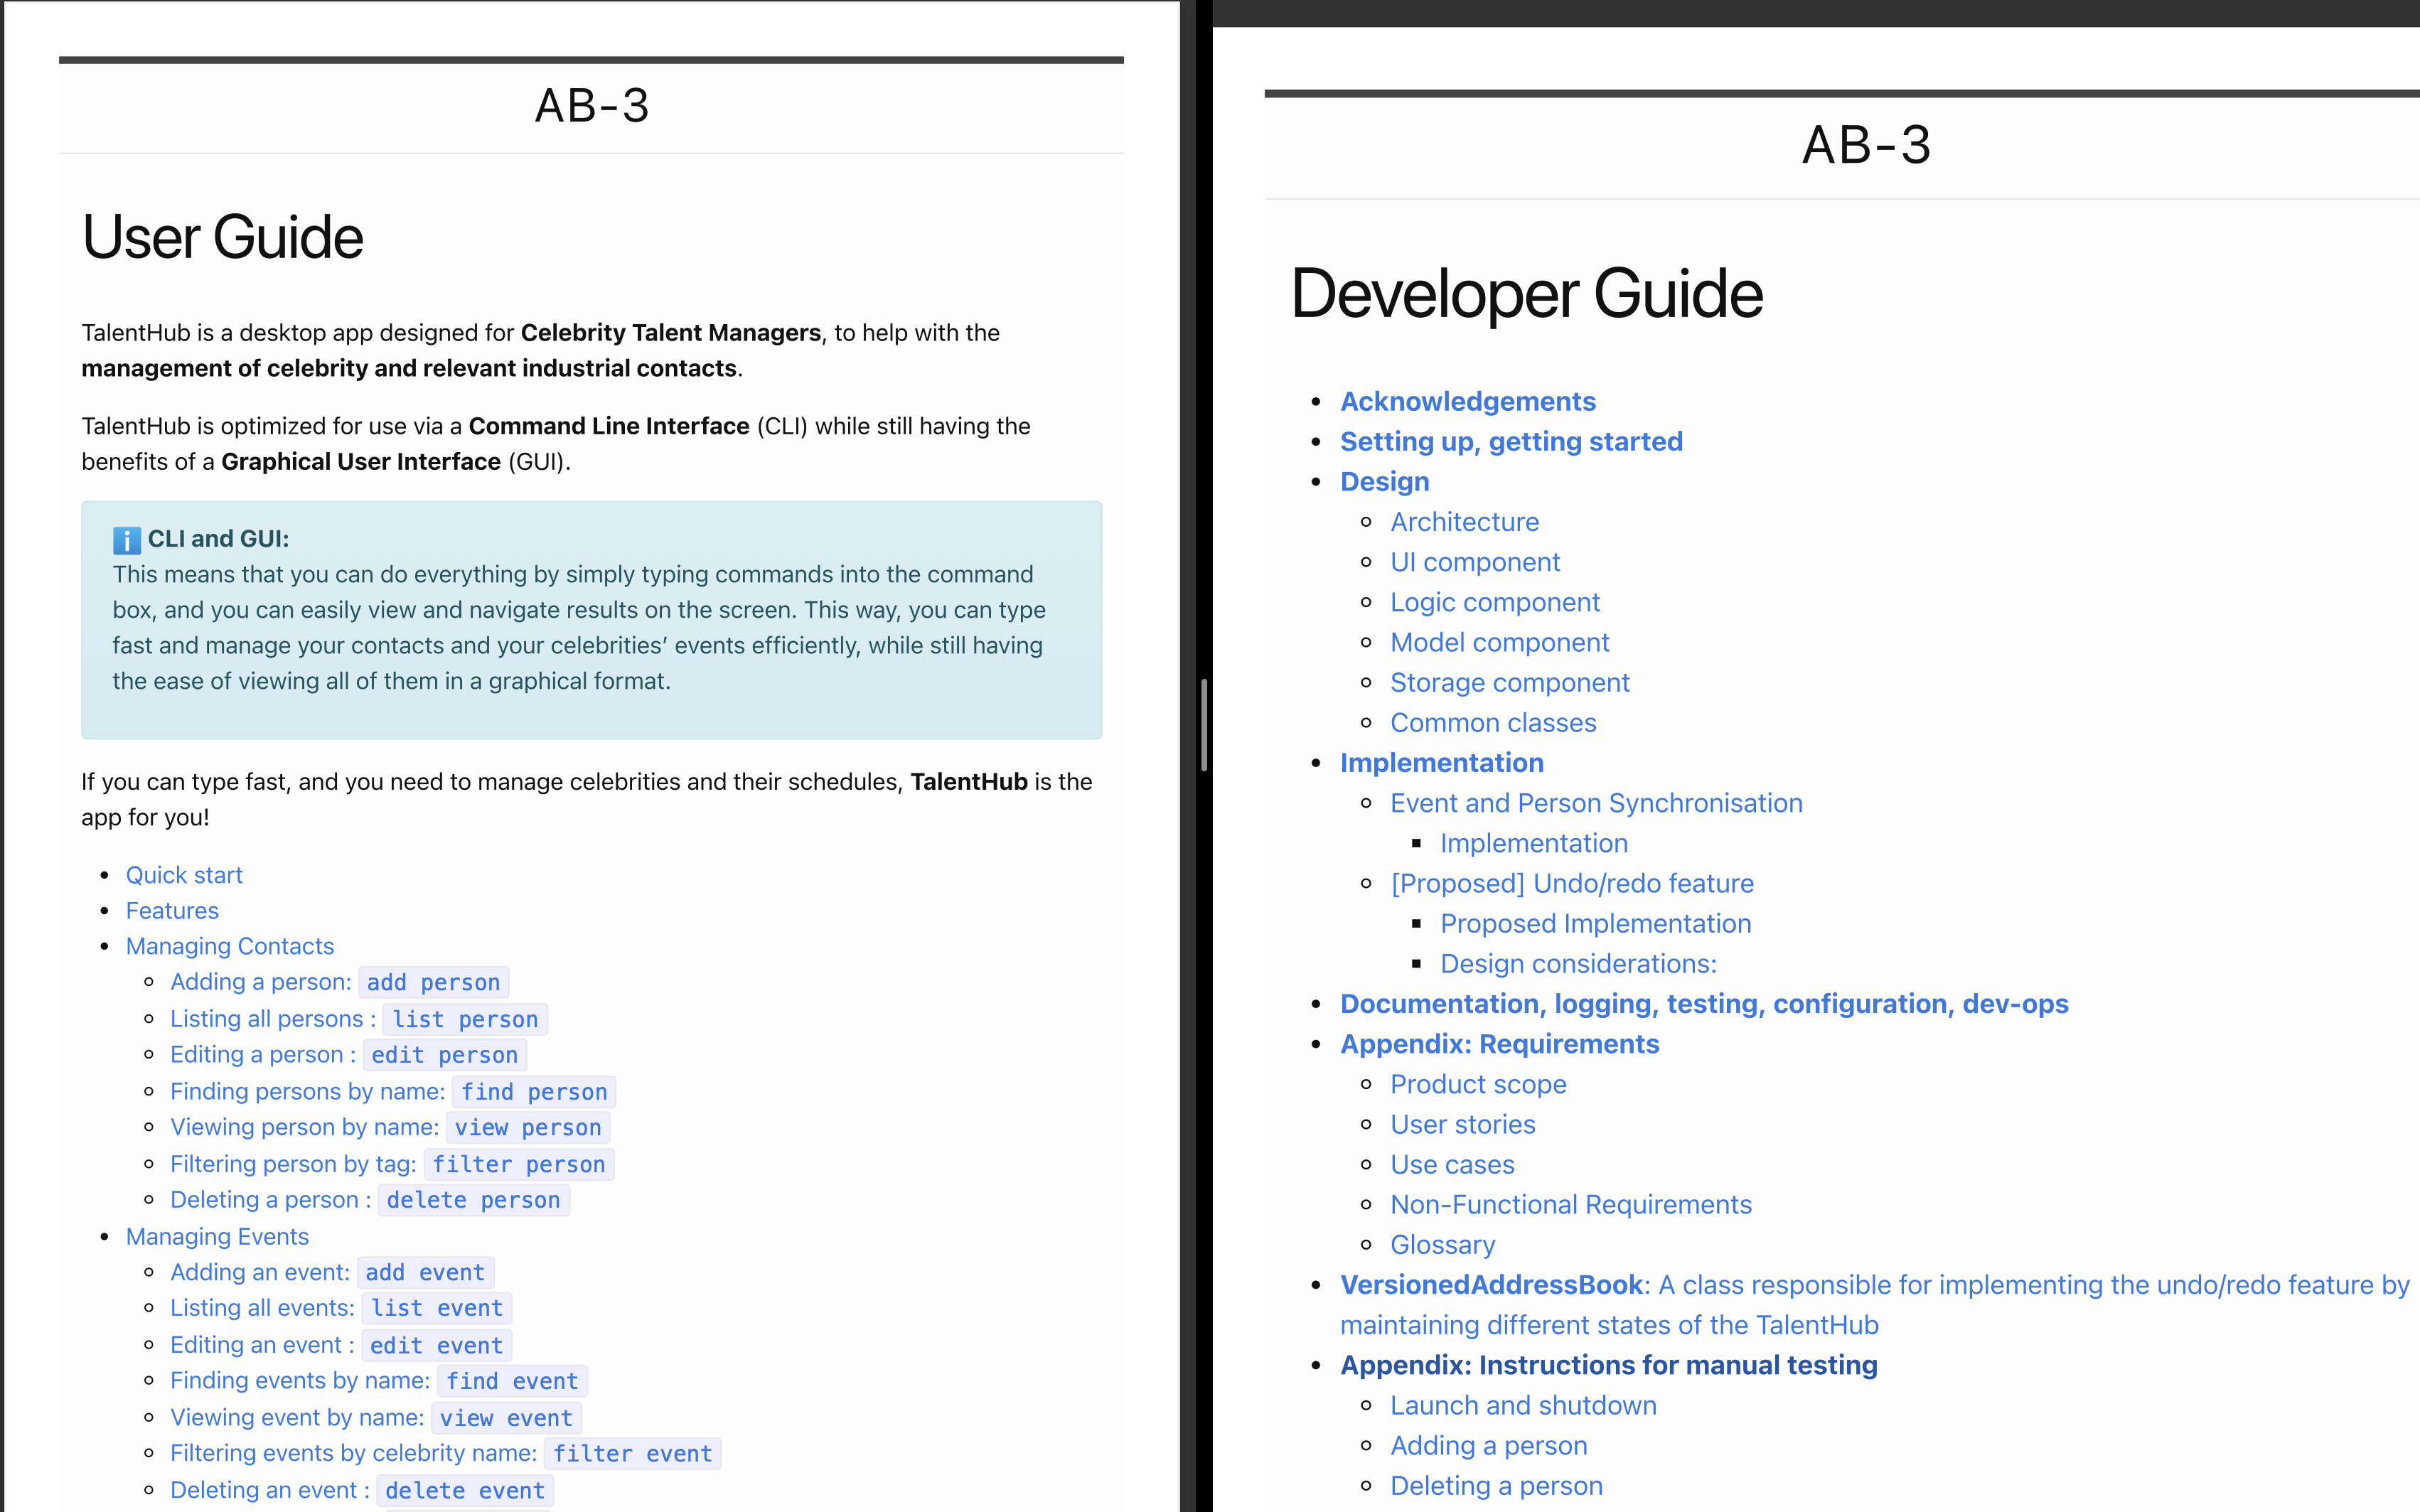 AB-3
User Guide
TalentHub is a desktop app designed for Celebrity Talent Managers, to help with the
management of celebrity and relevant industrial contacts.
TalentHub is optimized for use via a Command Line Interface (CLI) while still having the
benefits of a Graphical User Interface (GUI).
CLI and GUI:
This means that you can do everything by simply typing commands into the command
box, and you can easily view and navigate results on the screen. This way, you can type
fast and manage your contacts and your celebrities’ events efficiently, while still having
the ease of viewing all of them in a graphical format.
If you can type fast, and you need to manage celebrities and their schedules, TalentHub is the
app for you!
Quick start
Features
Managing Contacts
Adding a person: add person
Listing all persons : list person
Editing a person : edit person
Finding persons by name: find person
Viewing person by name: view person
Filtering person by tag: filter person
Deleting a person : delete person
Managing Events
Adding an event: add event
Listing all events: list event
Editing an event : edit event
Finding events by name: find event
Viewing event by name: view event
Filtering events by celebrity name: filter event
Deleting an event : delete event
AB-3
Developer Guide
Acknowledgements
Setting up, getting started
Design
Architecture
UI component
Logic component
Model component
Storage component
Common classes
Implementation
Event and Person Synchronisation
Implementation
[Proposed] Undo/redo feature
Proposed Implementation
Design considerations:
Documentation, logging, testing, configuration, dev-ops
Appendix: Requirements
Product scope
User stories
Use cases
Non-Functional Requirements
Glossary
VersionedAddressBook: A class responsible for implementing the undo/redo feature by
maintaining different states of the TalentHub
Appendix: Instructions for manual testing
Launch and shutdown
Adding a person
Deleting a person